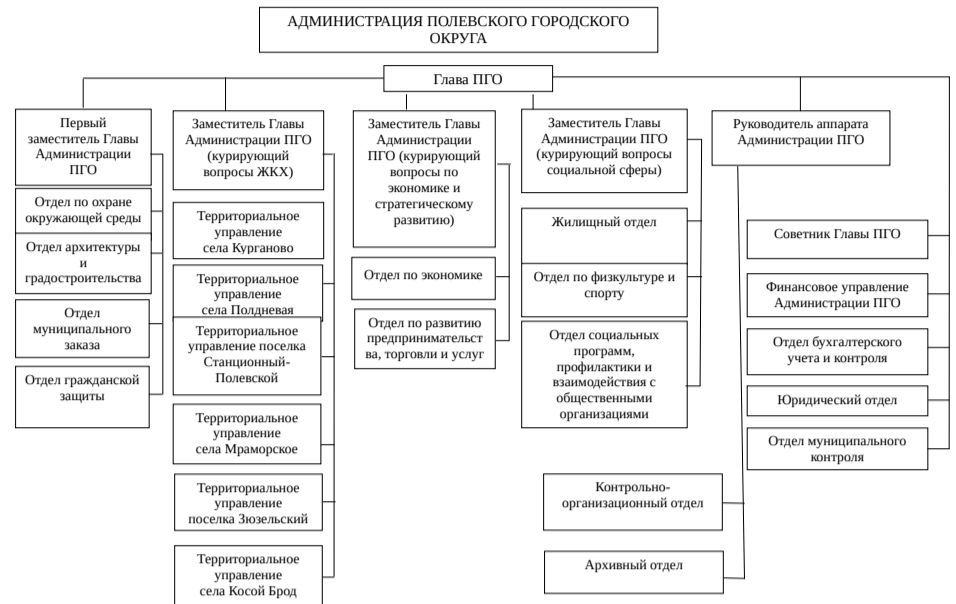 АДМИНИСТРАЦИЯ ПОЛЕВСКОГО ГОРОДСКОГО
ОКРУГА
Глава ПГО
Первый
заместитель Главы
Администрации
ПГО
Отдел по охране
окружающей среды
Отдел архитектуры
и
градостроительства
Отдел
муниципального
заказа
Отдел гражданской
защиты
Заместитель Главы
Администрации ПГО
(курирующий
вопросы ЖКХ)
Территориальное
управление
села Курганово
Территориальное
управление
села Полдневая
Территориальное
управление поселка
Станционный-
Полевской
Территориальное
управление
села Мраморское
Территориальное
управление
поселка Зюзельский
Территориальное
управление
села Косой Брод
Заместитель Главы
Администрации
ПГО (курирующий
вопросы по
экономике и
стратегическому
развитию)
Отдел по экономике
Отдел по развитию
предпринимательст
ва, торговли и услуг
Заместитель Главы
Администрации ПГО
(курирующий вопросы
социальной сферы)
Жилищный отдел
Отдел по физкультуре и
спорту
Отдел социальных
программ,
профилактики и
взаимодействия с
общественными
организациями
Руководитель аппарата
Администрации ПГО
Контрольно-
организационный отдел
Архивный отдел
Советник Главы ПГО
Финансовое управление
Администрации ПГО
Отдел бухгалтерского
учета и контроля
Юридический отдел
Отдел муниципального
контроля